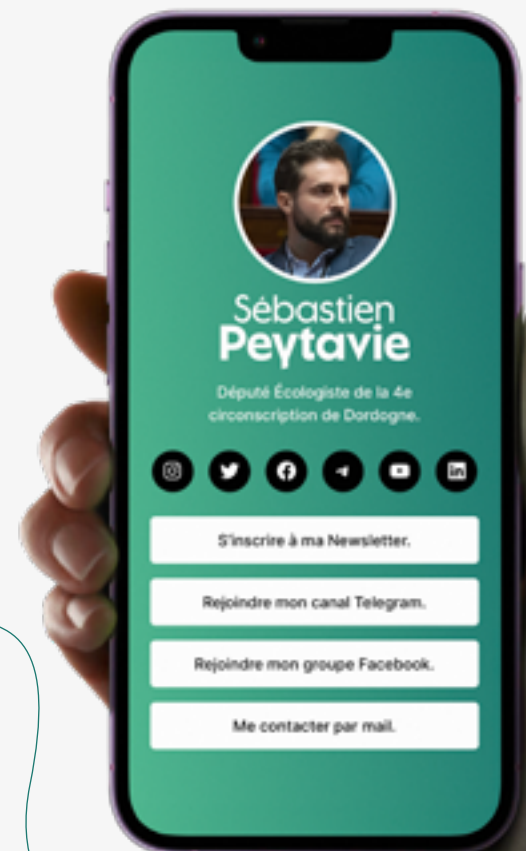 Sébastien
Peytavie
Député Écologiste de la 4e
circonscription de Dordogne.
S'inscrire à ma Newsletter.
Rejoindre mon canal Telegram.
Rejoindre mon groupe Facebook.
Me contacter par mail.